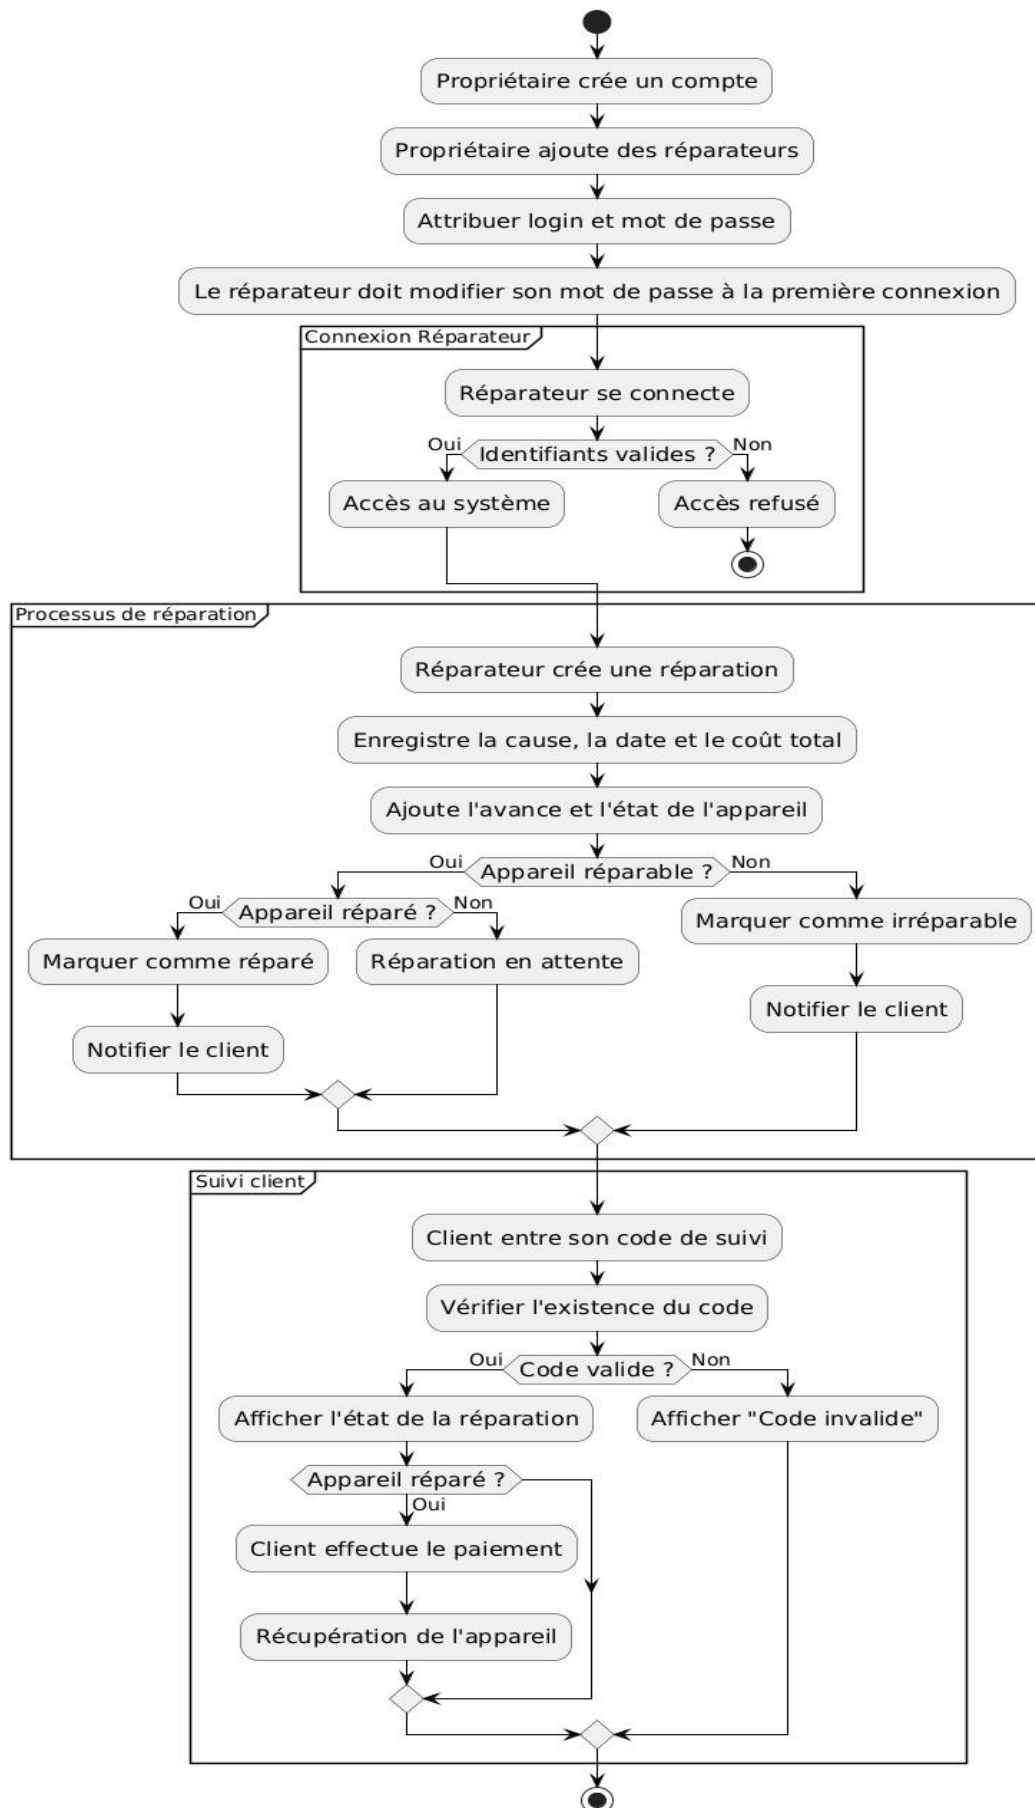 Propriétaire crée un compte
Propriétaire ajoute des réparateurs
Attribuer login et mot de passe
Le réparateur doit modifier son mot de passe à la première connexion
Connexion Réparateur
Réparateur se connecte
Oui
Identifiants valides ?
Non
Accès au système
Accès refusé
Processus de réparation
Réparateur crée une réparation
Enregistre la cause, la date et le coût total
Ajoute l'avance et l'état de l'appareil
Oui
Appareil réparable ?
Non
Oui
Appareil réparé ?
Non
Marquer comme irréparable
Marquer comme réparé
Réparation en attente
Notifier le client
Notifier le client
Suivi client
Client entre son code de suivi
Vérifier l'existence du code
Oui
Code valide ?
Non
Afficher l'état de la réparation
Afficher "Code invalide"
Appareil réparé ?
Oui
Client effectue le paiement
Récupération de l'appareil